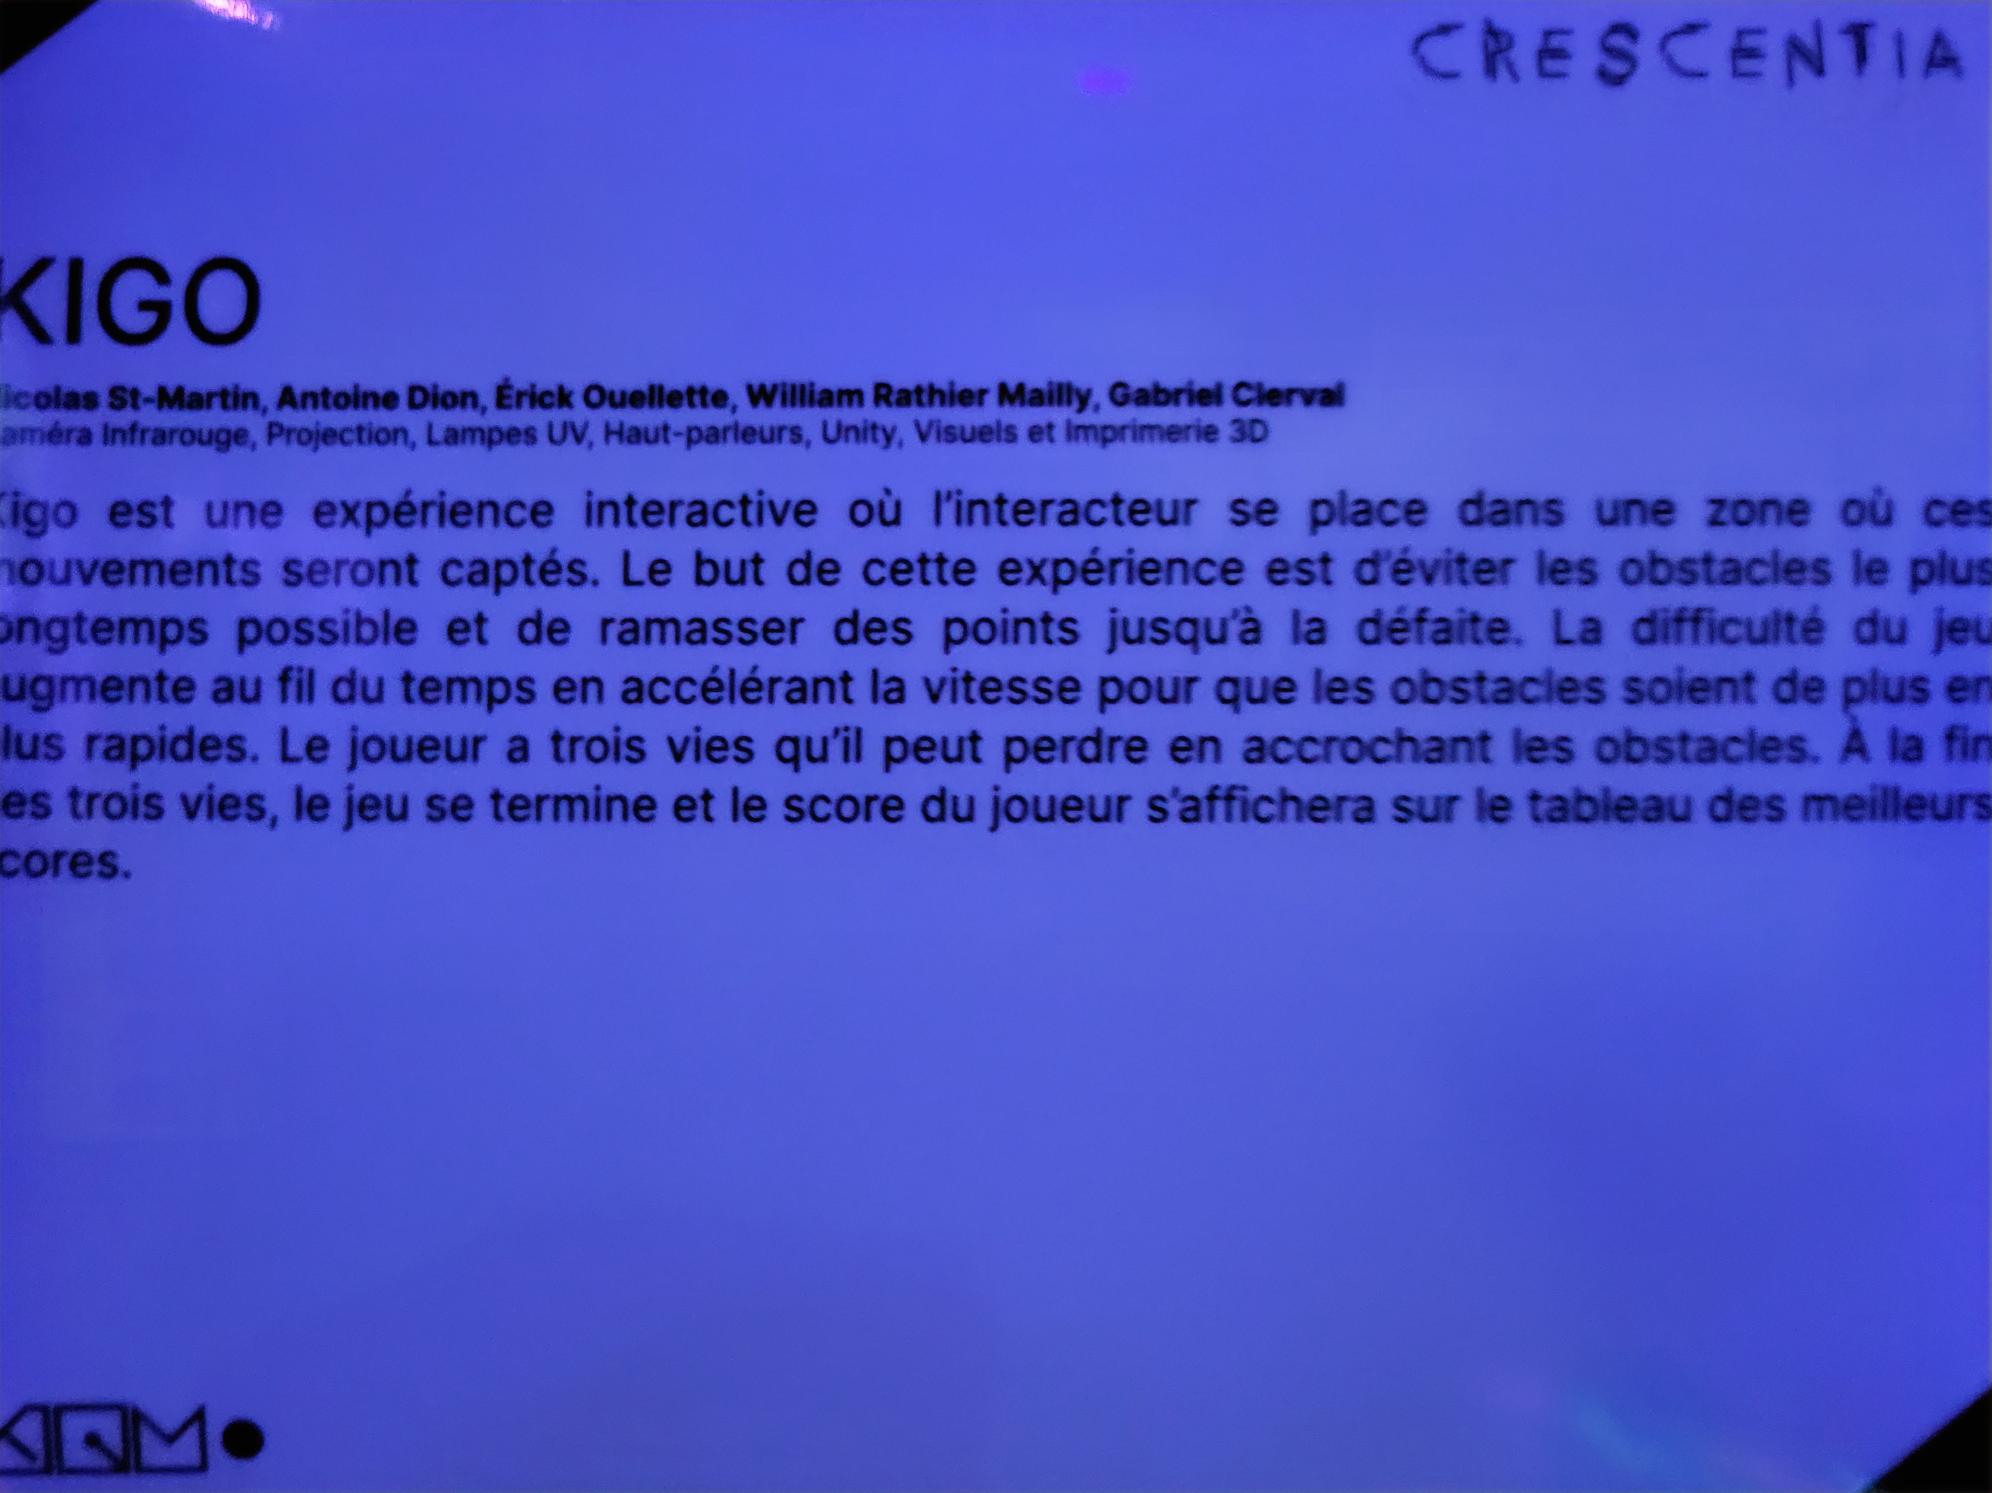 CRESCENTIA
KIGO
icolas St-Martin, Antoine Dion, Érick Ouellette, William Rathier Mailly, Gabriel Clerval
améra Infrarouge, Projection, Lampes UV, Haut-parleurs, Unity, Visuels et Imprimerie 3D
Kigo est une expérience interactive où l'interacteur se place dans une zone où ces
mouvements seront captés. Le but de cette expérience est d'éviter les obstacles le plus
ongtemps possible et de ramasser des points jusqu'à la défaite. La difficulté du jeu
ugmente au fil du temps en accélérant la vitesse pour que les obstacles soient de plus en
lus rapides. Le joueur a trois vies qu'il peut perdre en accrochant les obstacles. À la fin
es trois vies, le jeu se termine et le score du joueur s'affichera sur le tableau des meilleurs
cores.